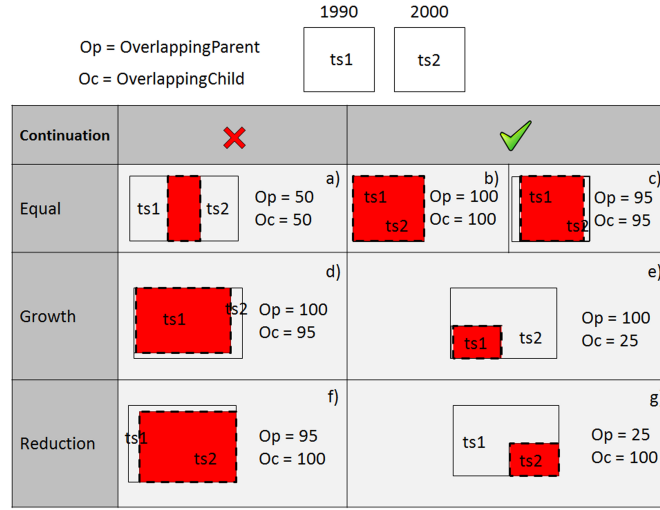 1990 2000
Op = OverlappingParent
Oc = OverlappingChild
ts1 ts2
Continuation
Equal
a)
ts1 ts2
Op = 50
Oc = 50
b)
ts1
ts2
Op = 100
Oc = 100
c)
ts1
ts2
Op = 95
Oc = 95
Growth
d)
ts1 ts2
Op = 100
Oc = 95
e)
ts1 ts2
Op = 100
Oc = 25
Reduction
f)
ts1
ts2
Op = 95
Oc = 100
g
ts1
ts2
Op = 25
Oc = 100